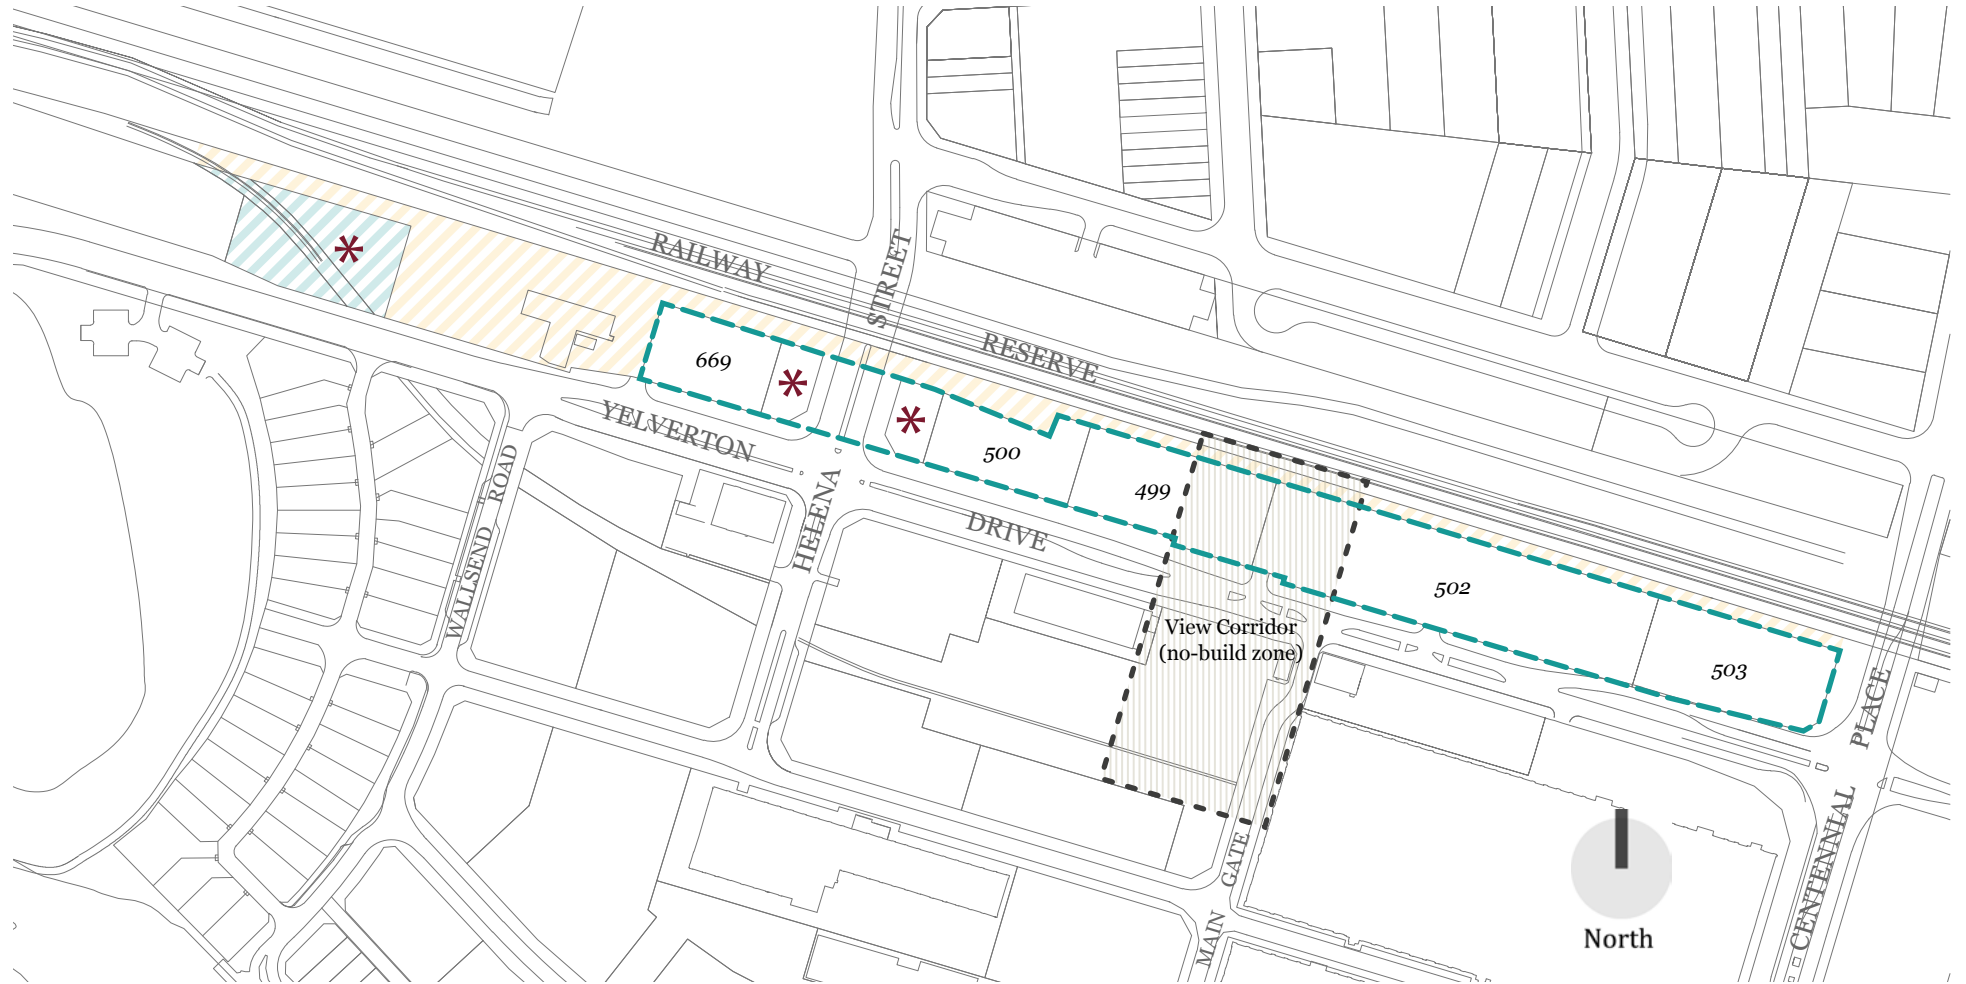 RAILWAY
STREET
RESERVE
669
*
*
*
500
499
502
503
YELVERTON
DRIVE
HELENA
WALLSEND ROAD
View Corridor
(no-build zone)
MAIN GATE
CENTENNIAL PLACE
North